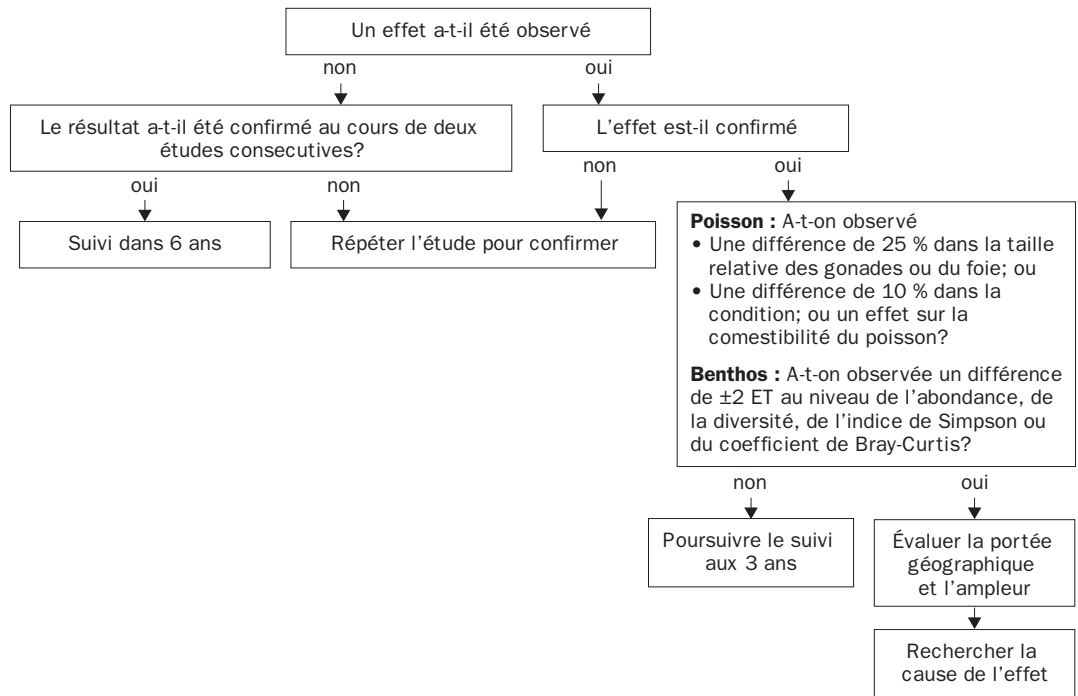 Un effet a-t-il été observé
non
oui
Le résultat a-t-il été confirmé au cours de deux
études consecutives?
L'effet est-il confirmé
oui
non
non
oui
Suivi dans 6 ans
Répéter l'étude pour confirmer
Poisson : A-t-on observé
• Une différence de 25 % dans la taille
relative des gonades ou du foie; ou
• Une différence de 10 % dans la
condition; ou un effet sur la
comestibilité du poisson?
Benthos : A-t-on observée un différence
de ±2 ET au niveau de l'abondance, de
la diversité, de l'indice de Simpson ou
du coefficient de Bray-Curtis?
non
oui
Poursuivre le suivi
aux 3 ans
Évaluer la portée
géographique
et l'ampleur
Rechercher la
cause de l'effet